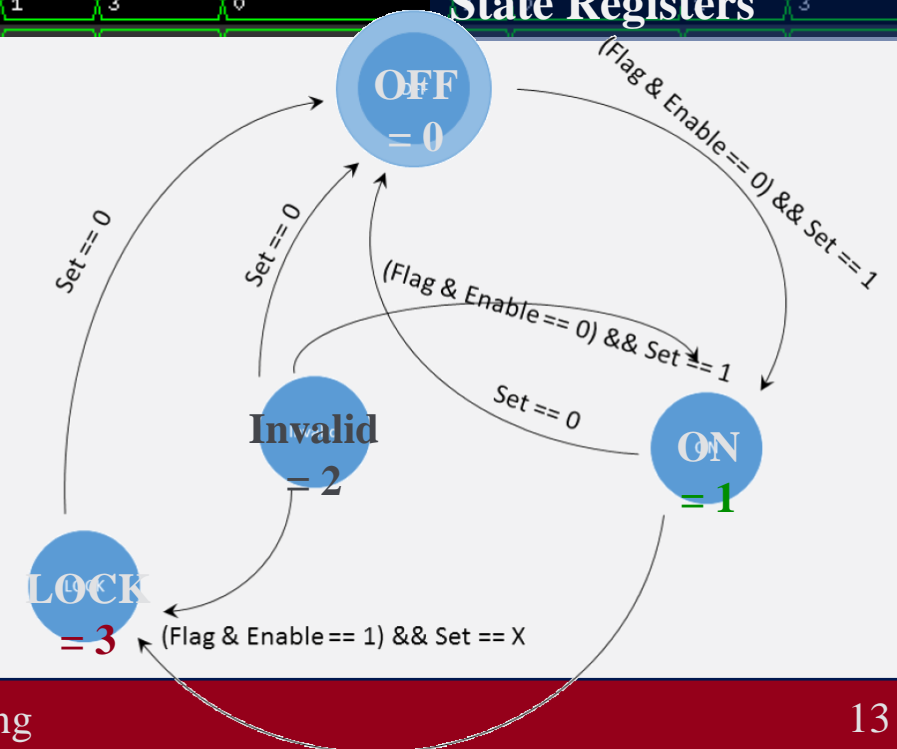 1 3 0 3
State Registers
OFF
= 0
(Flag & Enable == 0) && Set == 1
Set == 0
Set == 0
(Flag & Enable == 0) && Set == 1
Set == 0
Invalid
= 2
ON
= 1
LOCK
= 3
(Flag & Enable == 1) && Set == X
ng
13